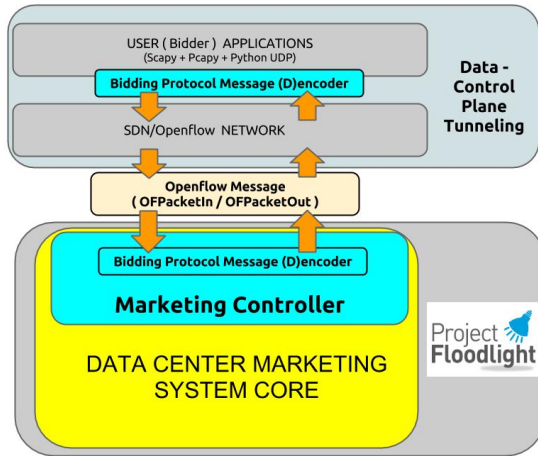 USER ( Bidder ) APPLICATIONS
(Scapy + Pcapy + Python UDP)
Bidding Protocol Message (D)encoder
SDN/Openflow NETWORK
Data -
Control
Plane
Tunneling
Openflow Message
( OFPacketIn / OFPacketOut )
Bidding Protocol Message (D)encoder
Marketing Controller
DATA CENTER MARKETING
SYSTEM CORE
Project
Floodlight